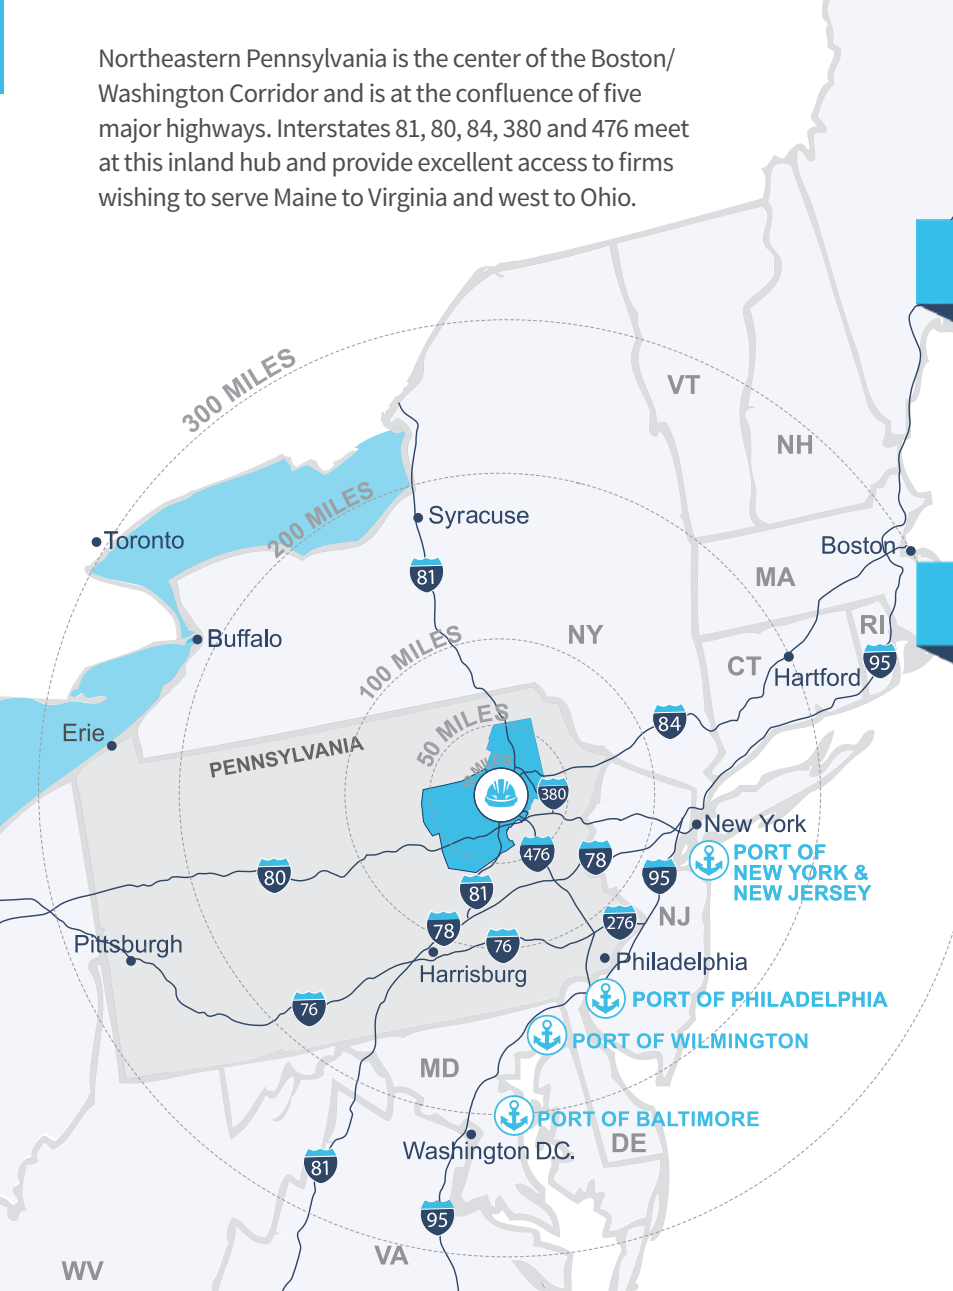 Northeastern Pennsylvania is the center of the Boston/
Washington Corridor and is at the confluence of five
major highways. Interstates 81, 80, 84, 380 and 476 meet
at this inland hub and provide excellent access to firms
wishing to serve Maine to Virginia and west to Ohio.
300 MILES
VT
NH
200 MILES
Syracuse
Toronto
Boston
81
MA
100 MILES
NY
RI
Buffalo
CT
95
Hartford
50 MILES
84
Erie
PENNSYLVANIA
MILES
380
New York
476
78
PORT OF
NEW YORK &
NEW JERSEY
80
95
81
NJ
78
276
76
Pittsburgh
Harrisburg
Philadelphia
76
PORT OF PHILADELPHIA
PORT OF WILMINGTON
MD
PORT OF BALTIMORE
Washington D.C.
DE
81
95
VA
WV